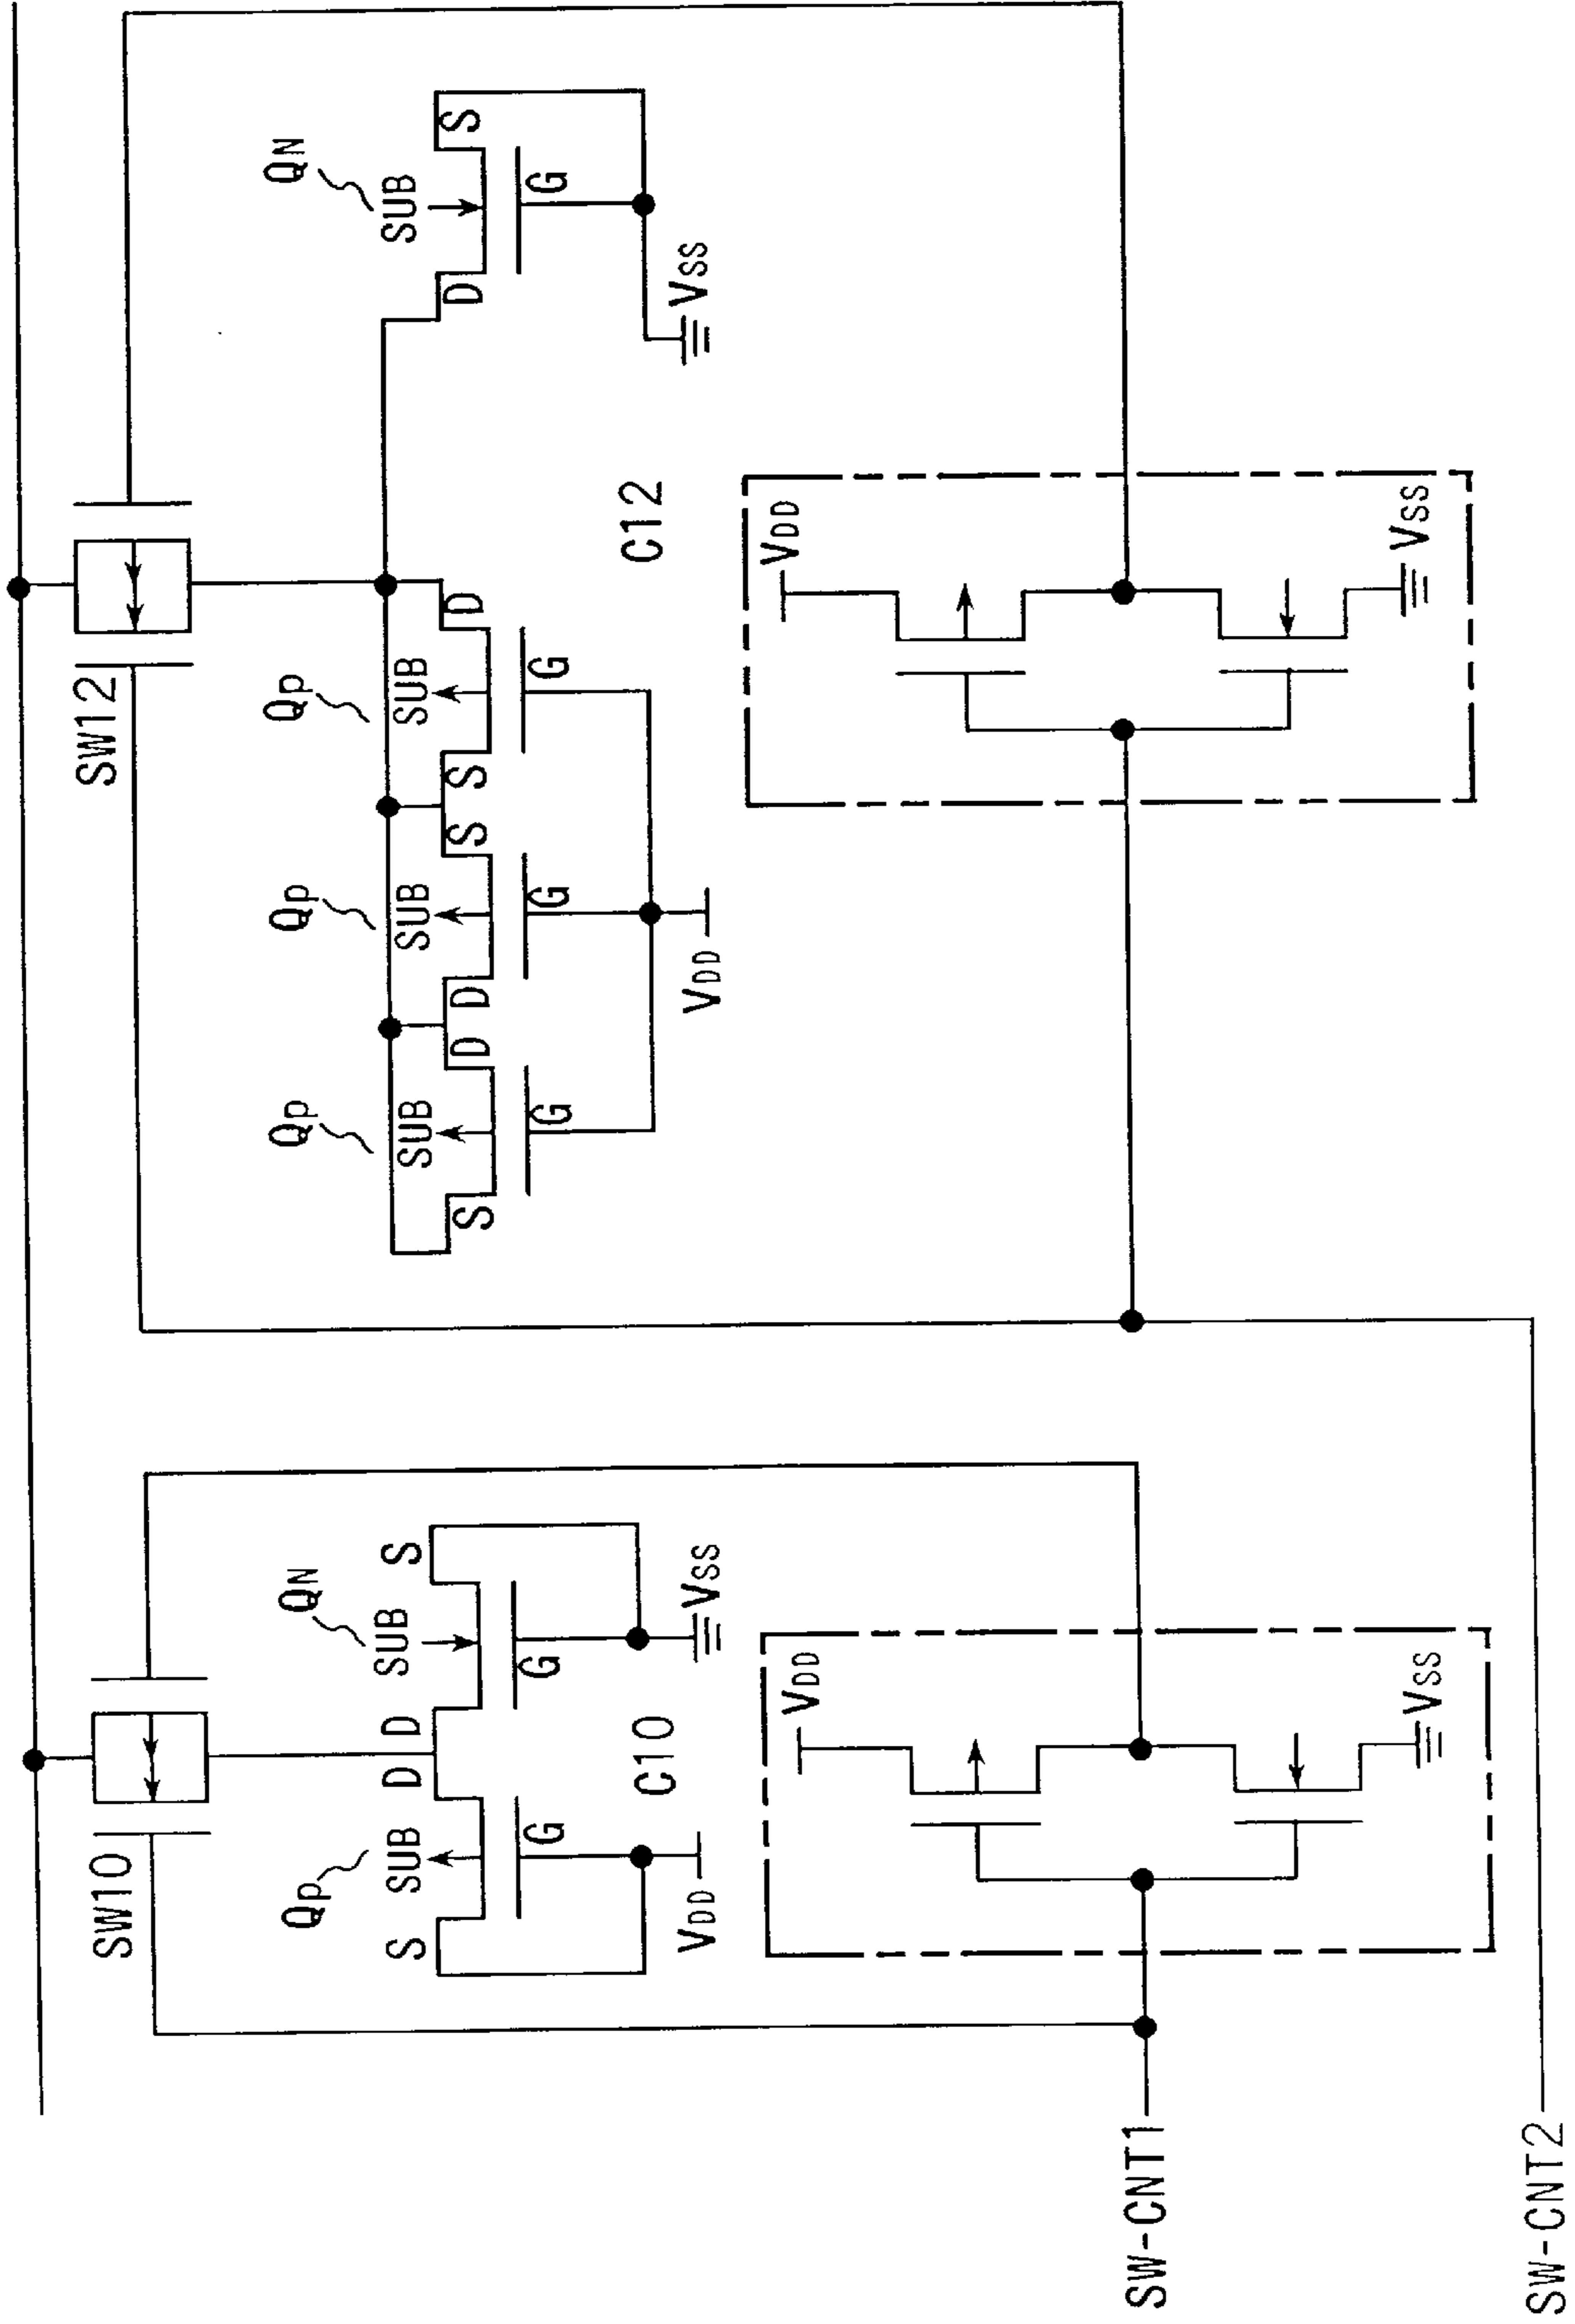 SW10
SW12
Qp
QN
Qp
Qp
Qp
QN
S
SUB
D
D
SUB
S
S
SUB
D
D
SUB
S
S
SUB
D
D
SUB
S
G
G
G
G
G
G
VDD
C10
VSS
VDD
C12
VSS
VDD
VDD
SW-CNT1
VSS
VSS
SW-CNT2